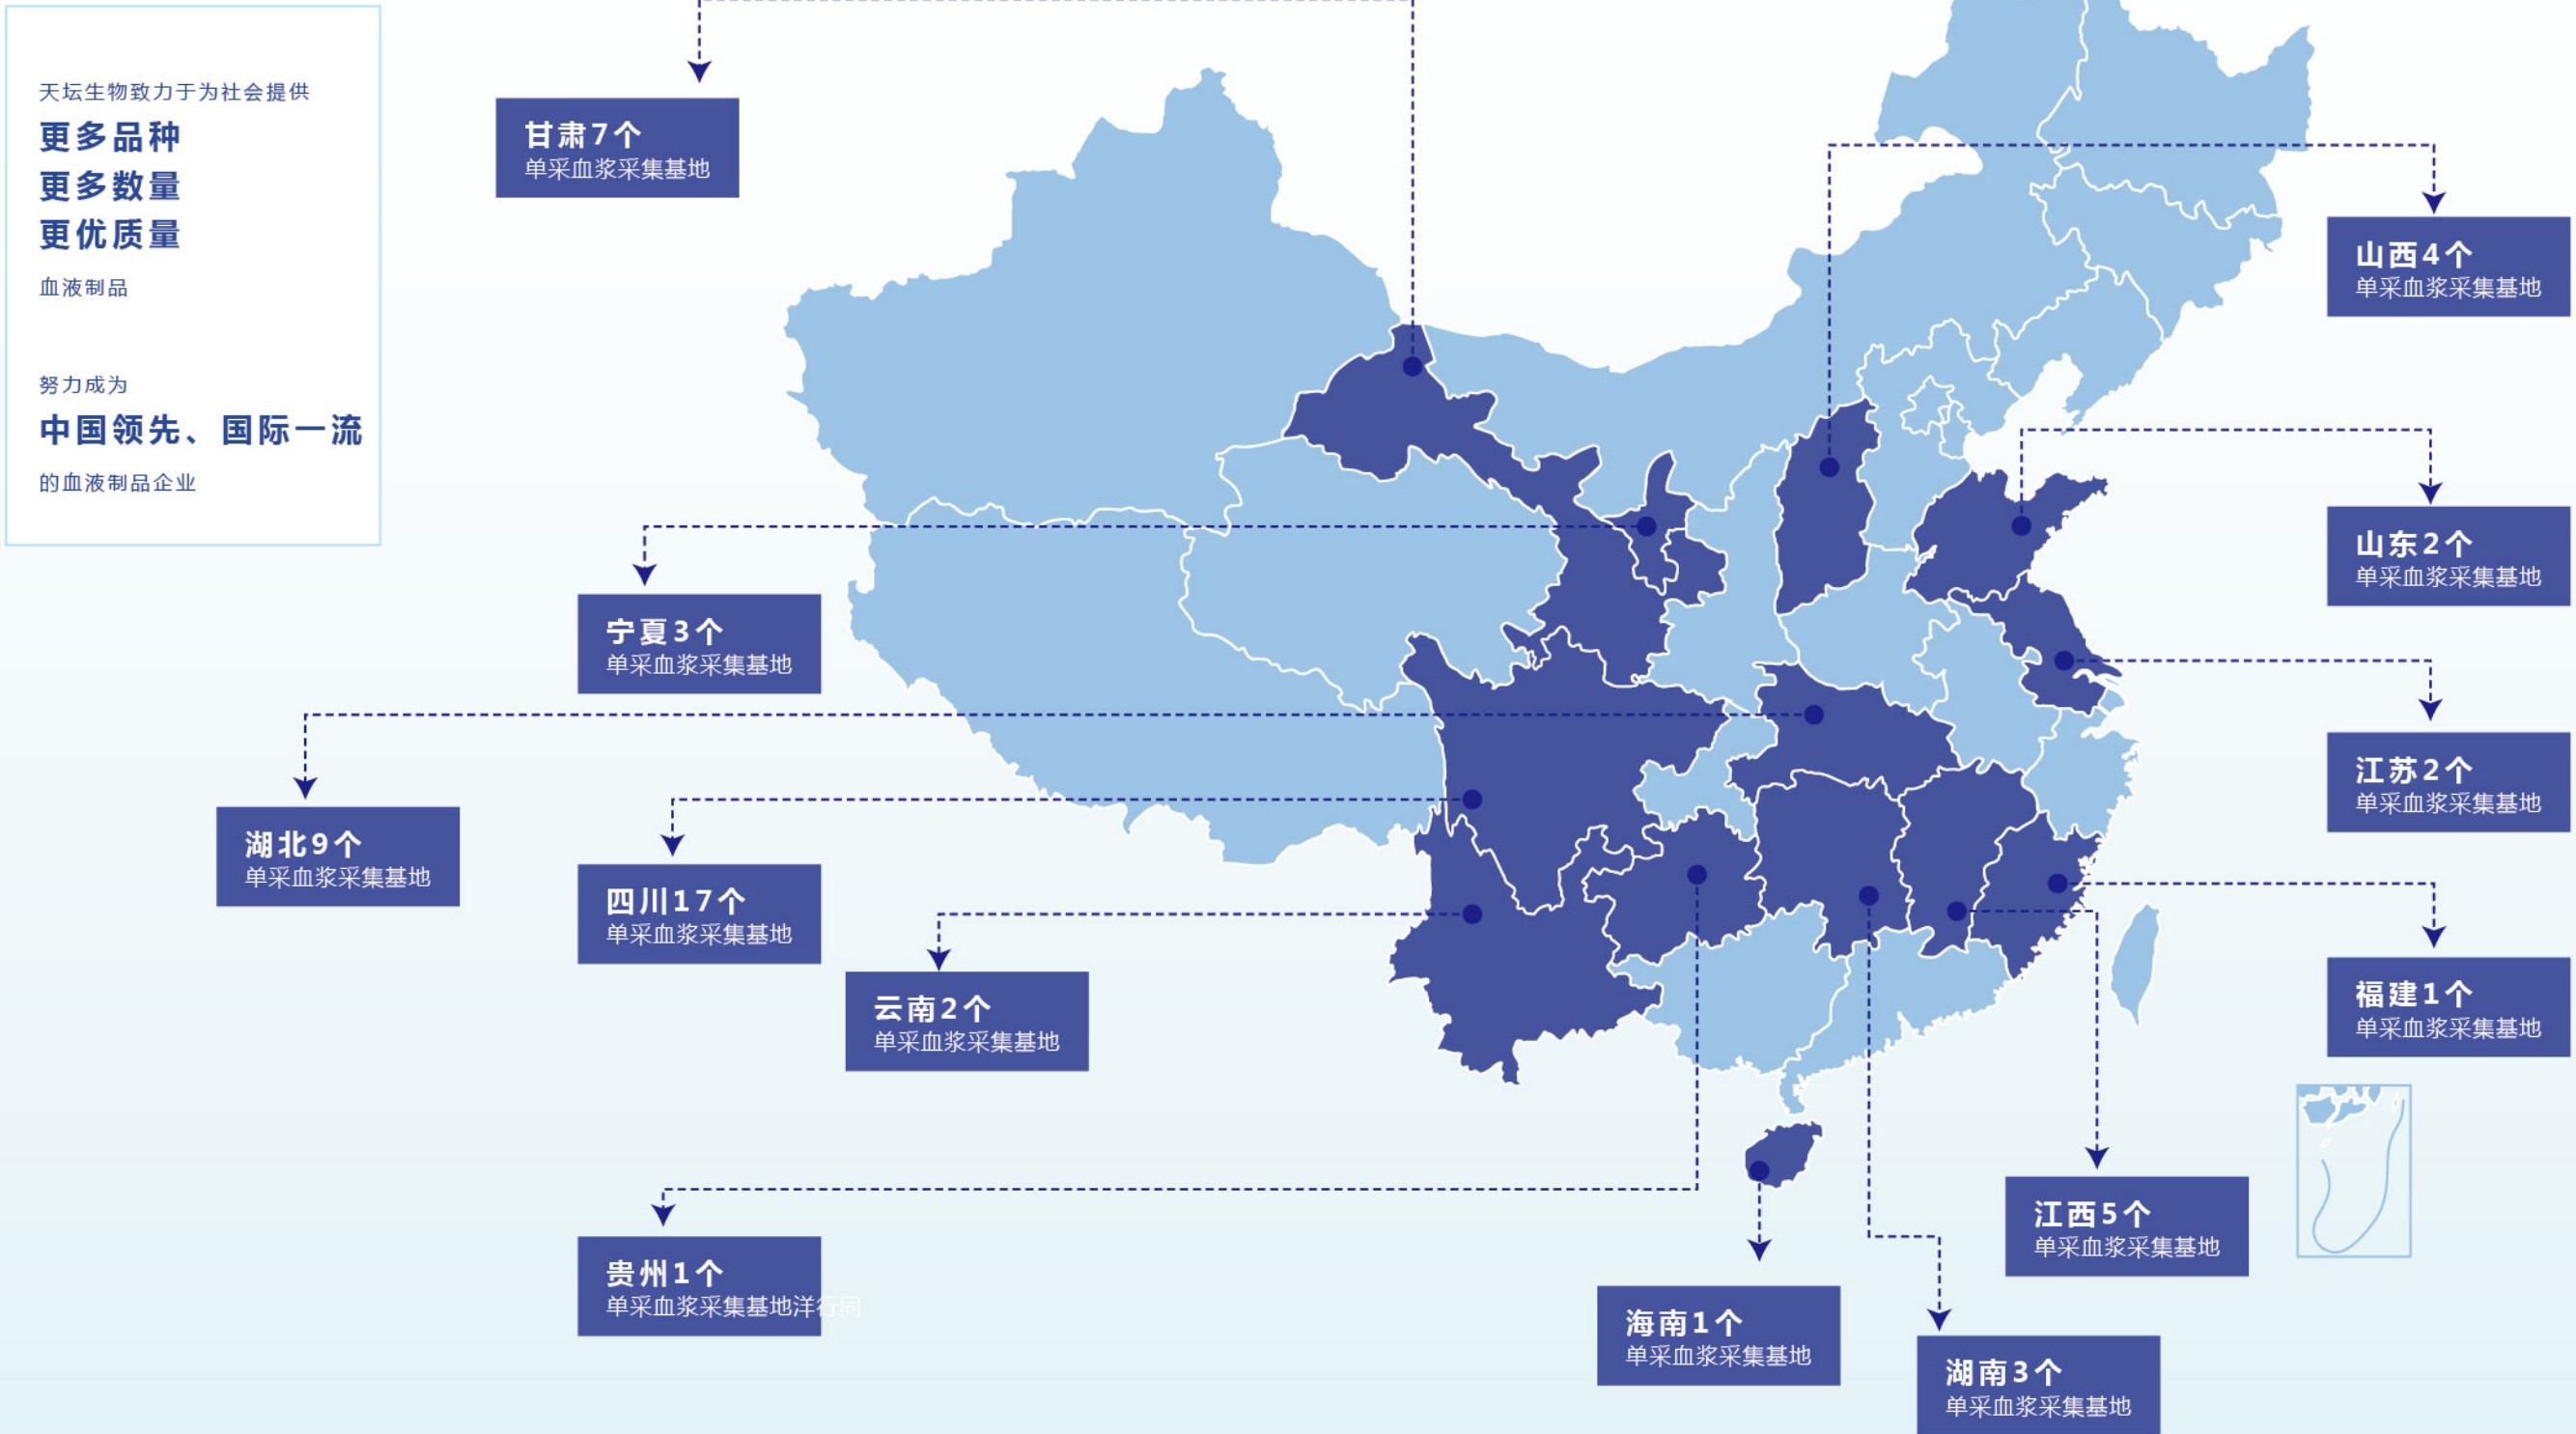 天坛生物致力于为社会提供
更多品种
更多数量
更优质量
血液制品
努力成为
中国领先、国际一流
的血液制品企业
甘肃7个
单采血浆采集基地
山西4个
单采血浆采集基地
山东2个
单采血浆采集基地
宁夏3个
单采血浆采集基地
江苏2个
单采血浆采集基地
湖北9个
单采血浆采集基地
四川17个
单采血浆采集基地
云南2个
单采血浆采集基地
福建1个
单采血浆采集基地
江西5个
单采血浆采集基地
贵州1个
单采血浆采集基地洋行同
海南1个
单采血浆采集基地
湖南3个
单采血浆采集基地